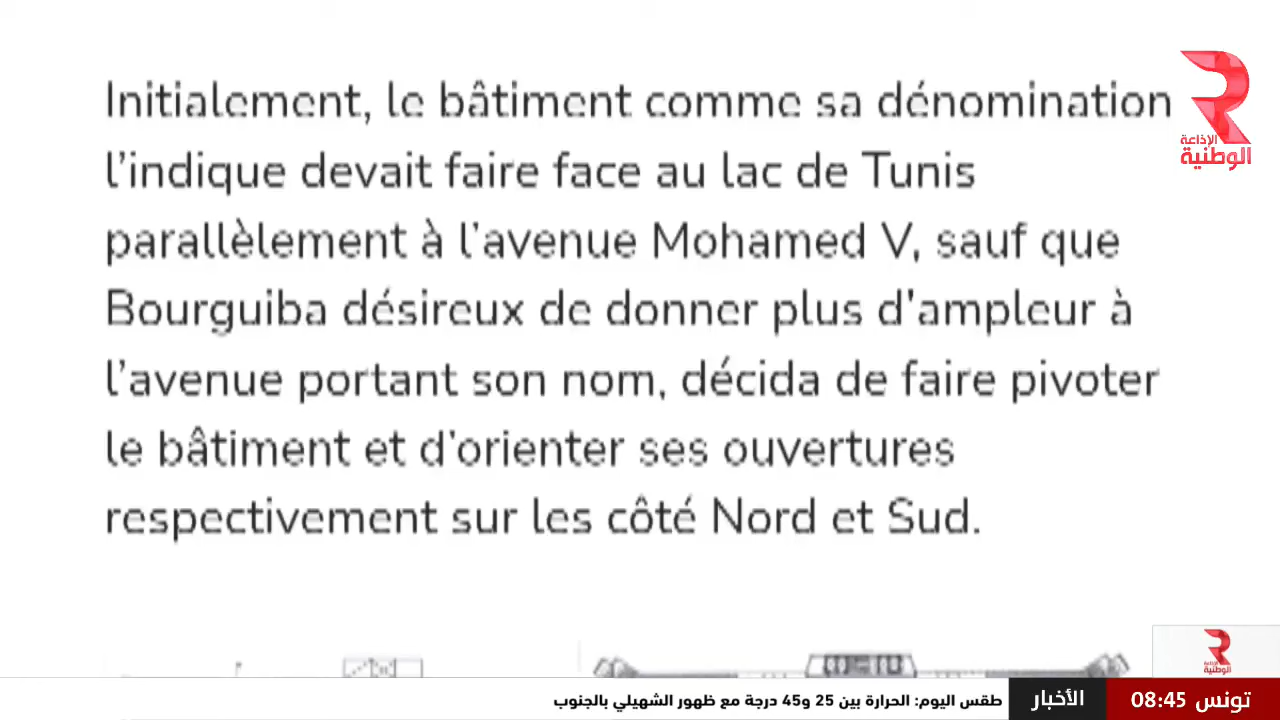 Initialement, le bâtiment comme sa dénomination
l'indique devait faire face au lac de Tunis
parallèlement à l'avenue Mohamed V, sauf que
Bourguiba désireux de donner plus d'ampleur à
l'avenue portant son nom, décida de faire pivoter
le bâtiment et d'orienter ses ouvertures
respectivement sur les côté Nord et Sud.
الإذاعة
الوطنية
الإذاعة
الوطنية
تونس 08:45
الأخبار
طقس اليوم: الحرارة بين 25 و45 درجة مع ظهور الشهيلي بالجنوب